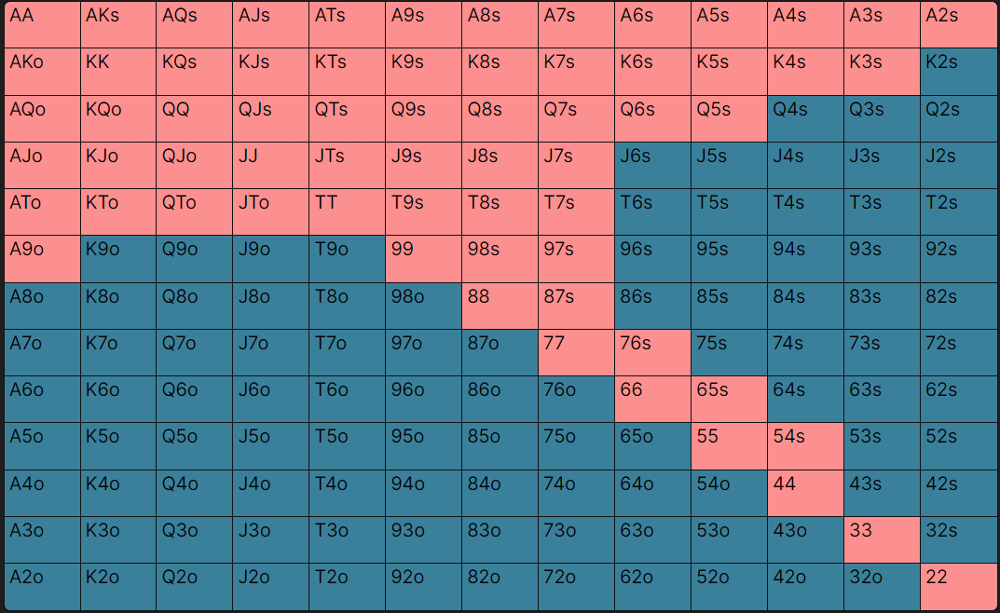 AA AKs AQs AJs ATs A9s A8s A7s A6s A5s A4s A3s A2s
AKo KK KQs KJs KTs K9s K8s K7s K6s K5s K4s K3s K2s
AQo KQo QQ QJs QTs Q9s Q8s Q7s Q6s Q5s Q4s Q3s Q2s
AJo KJo QJo JJ JTs J9s J8s J7s J6s J5s J4s J3s J2s
ATo KTo QTo JTo TT T9s T8s T7s T6s T5s T4s T3s T2s
A9o K9o Q9o J9o T9o 99 98s 97s 96s 95s 94s 93s 92s
A8o K8o Q8o J8o T8o 98o 88 87s 86s 85s 84s 83s 82s
A7o K7o Q7o J7o T7o 97o 87o 77 76s 75s 74s 73s 72s
A6o K6o Q6o J6o T6o 96o 86o 76o 66 65s 64s 63s 62s
A5o K5o Q5o J5o T5o 95o 85o 75o 65o 55 54s 53s 52s
A4o K4o Q4o J4o T4o 94o 84o 74o 64o 54o 44 43s 42s
A3o K3o Q3o J3o T3o 93o 83o 73o 63o 53o 43o 33 32s
A2o K2o Q2o J2o T2o 92o 82o 72o 62o 52o 42o 32o 22